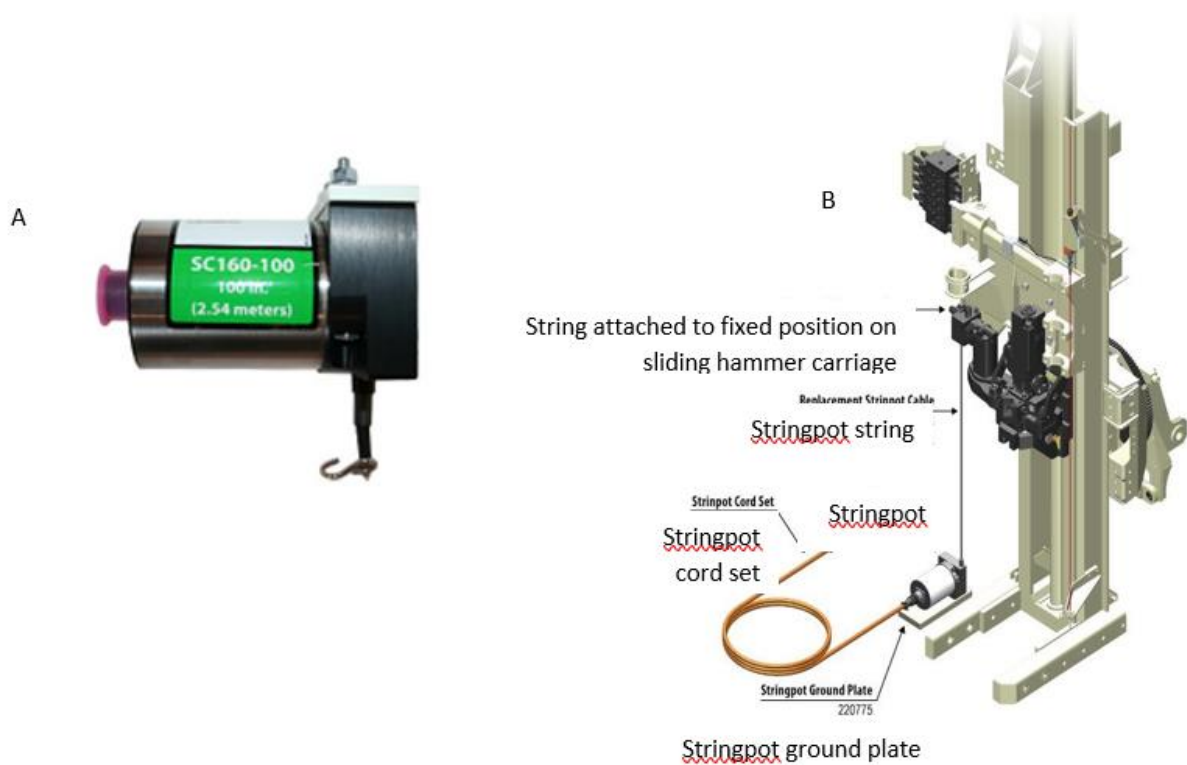 A
SC160-100
100 in.
(2.54 meters)
B
String attached to fixed position on
sliding hammer carriage
Replacement Stringpot Cable
Stringpot string
Strinpot Cord Set
Stringpot
Stringpot
cord set
Stringpot Ground Plate
220775
Stringpot ground plate